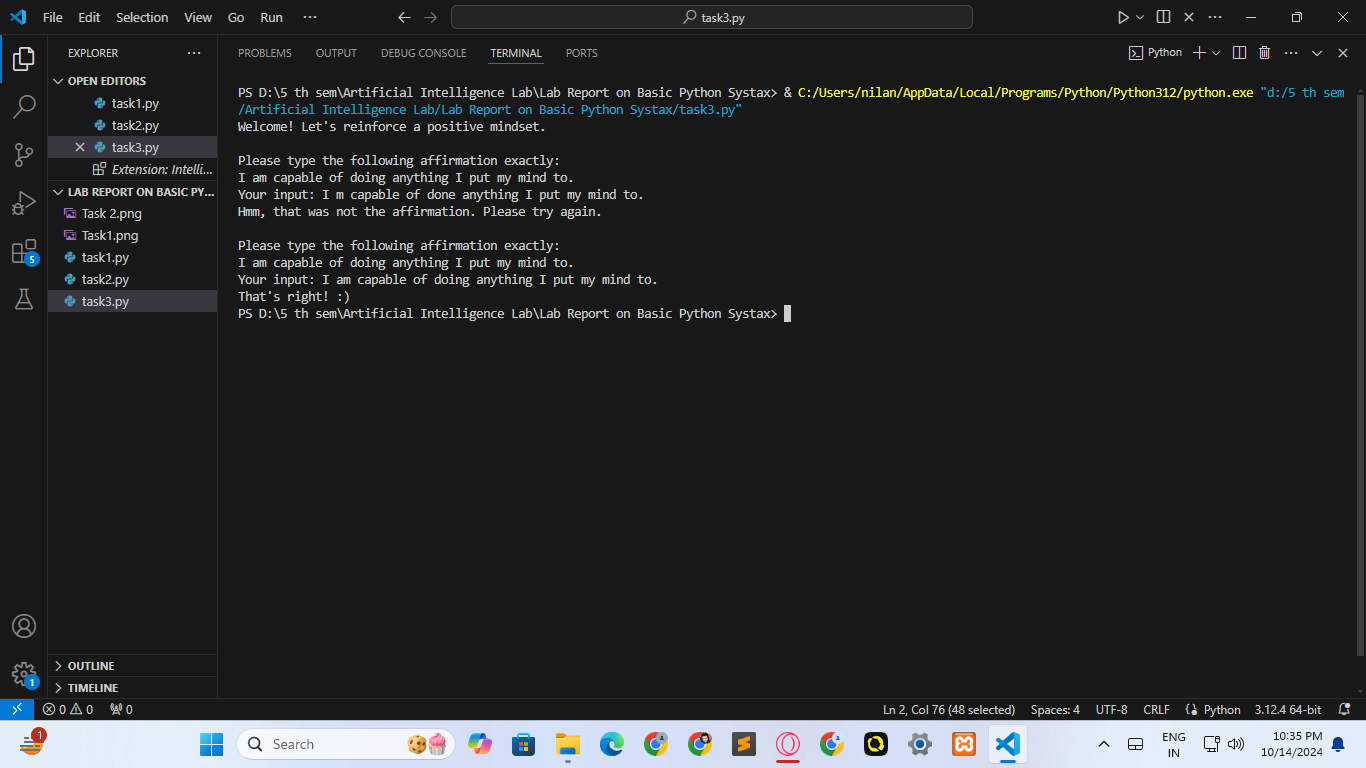 File Edit Selection View Go Run ··· task3.py
EXPLORER ···
OPEN EDITORS
task1.py
task2.py
task3.py
Extension: Intelli...
LAB REPORT ON BASIC PY...
Task 2.png
Task1.png
task1.py
task2.py
task3.py
OUTLINE
TIMELINE
5
1
PROBLEMS OUTPUT DEBUG CONSOLE TERMINAL PORTS Python
PS D:\5 th sem\Artificial Intelligence Lab\Lab Report on Basic Python Systax> & C:/Users/nilan/AppData/Local/Programs/Python/Python312/python.exe "d:/5 th sem
/Artificial Intelligence Lab/Lab Report on Basic Python Systax/task3.py"
Welcome! Let's reinforce a positive mindset.
Please type the following affirmation exactly:
I am capable of doing anything I put my mind to.
Your input: I m capable of done anything I put my mind to.
Hmm, that was not the affirmation. Please try again.
Please type the following affirmation exactly:
I am capable of doing anything I put my mind to.
Your input: I am capable of doing anything I put my mind to.
That's right! :)
PS D:\5 th sem\Artificial Intelligence Lab\Lab Report on Basic Python Systax>
0 0 0 Ln 2, Col 76 (48 selected) Spaces: 4 UTF-8 CRLF Python 3.12.4 64-bit
1 Search ENG 10:35 PM
IN 10/14/2024